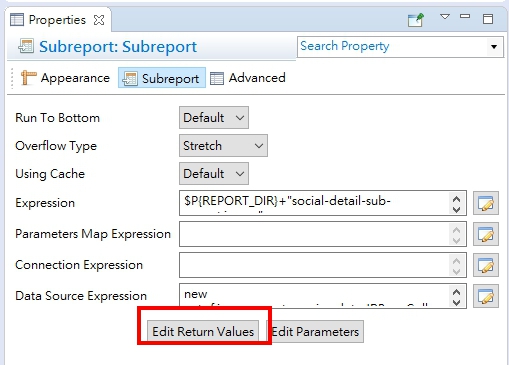 Properties
Subreport: Subreport
Search Property
Appearance
Subreport
Advanced
Run To Bottom
Default
Overflow Type
Stretch
Using Cache
Default
Expression
$P{REPORT_DIR}+"social-detail-sub-
Parameters Map Expression
Connection Expression
Data Source Expression
new
Edit Return Values
Edit Parameters